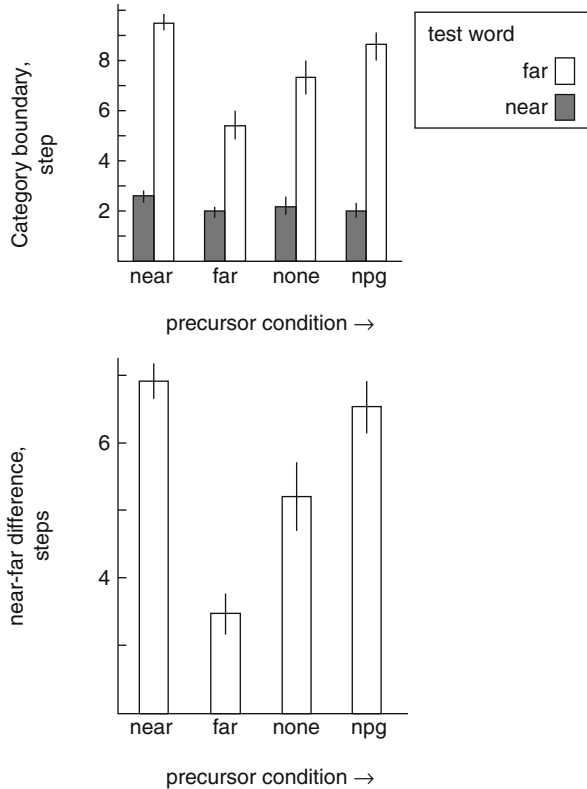 Category boundary,
step
8
6
4
2
near far none npg
precursor condition →
test word
far
near
near-far difference,
steps
6
4
near far none npg
precursor condition →